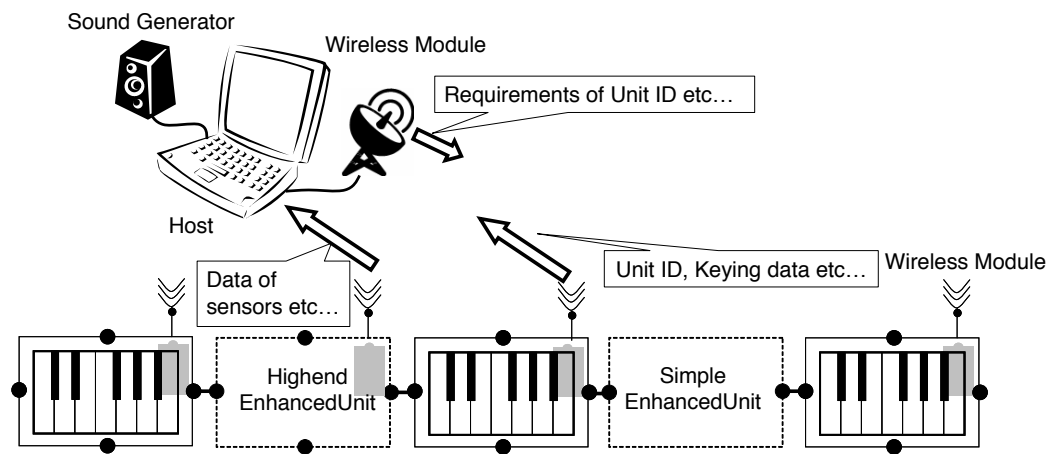 Sound Generator
Wireless Module
Requirements of Unit ID etc…
Host
Data of
sensors etc…
Unit ID, Keying data etc…
Wireless Module
Highend
EnhancedUnit
Simple
EnhancedUnit